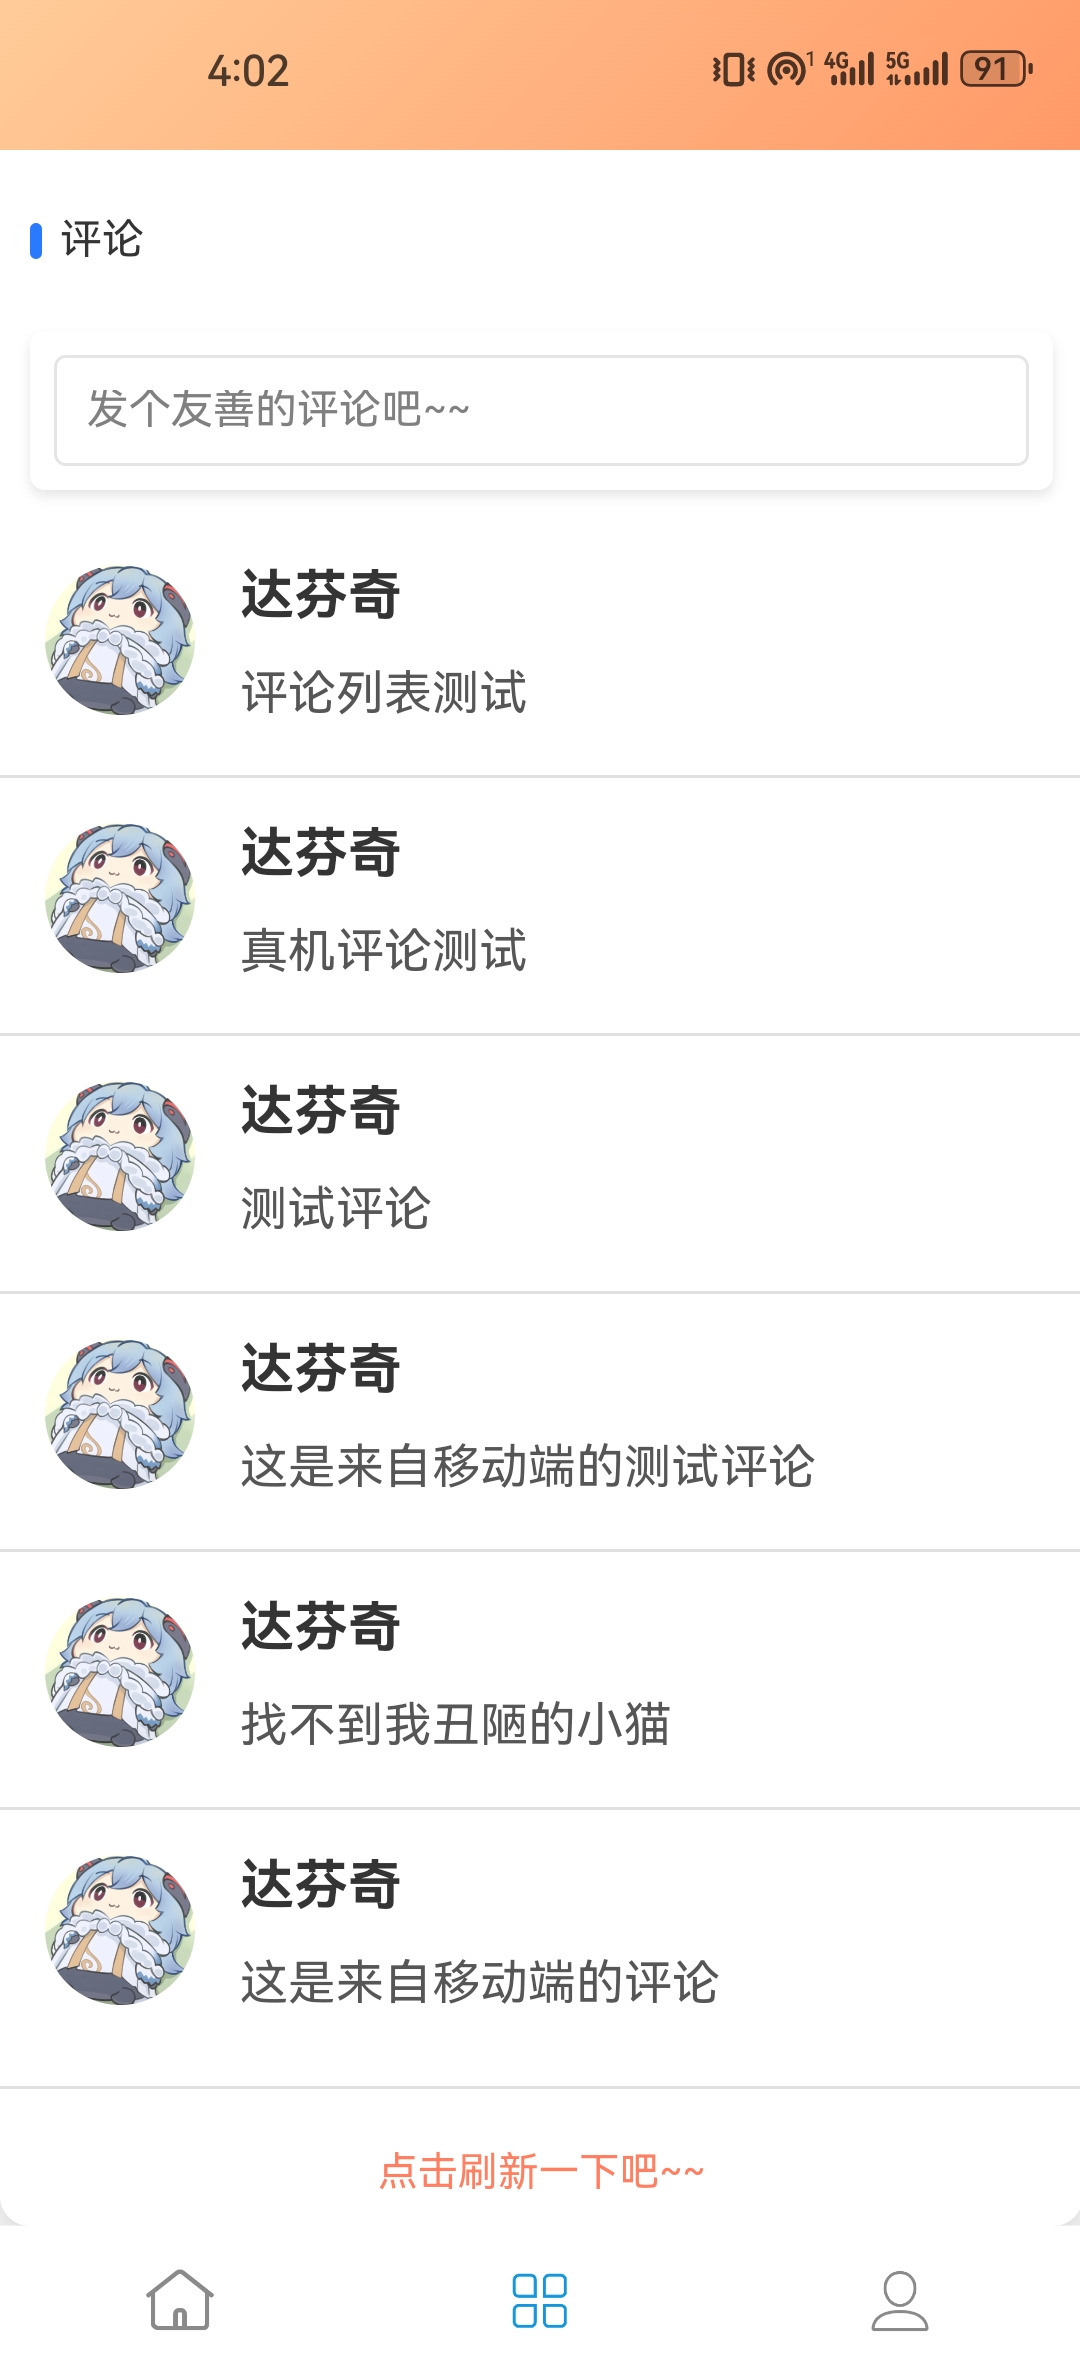 4:02
1 4G 5G 91
评论
发个友善的评论吧~~
达芬奇
评论列表测试
达芬奇
真机评论测试
达芬奇
测试评论
达芬奇
这是来自移动端的测试评论
达芬奇
找不到我丑陋的小猫
达芬奇
这是来自移动端的评论
点击刷新一下吧~~